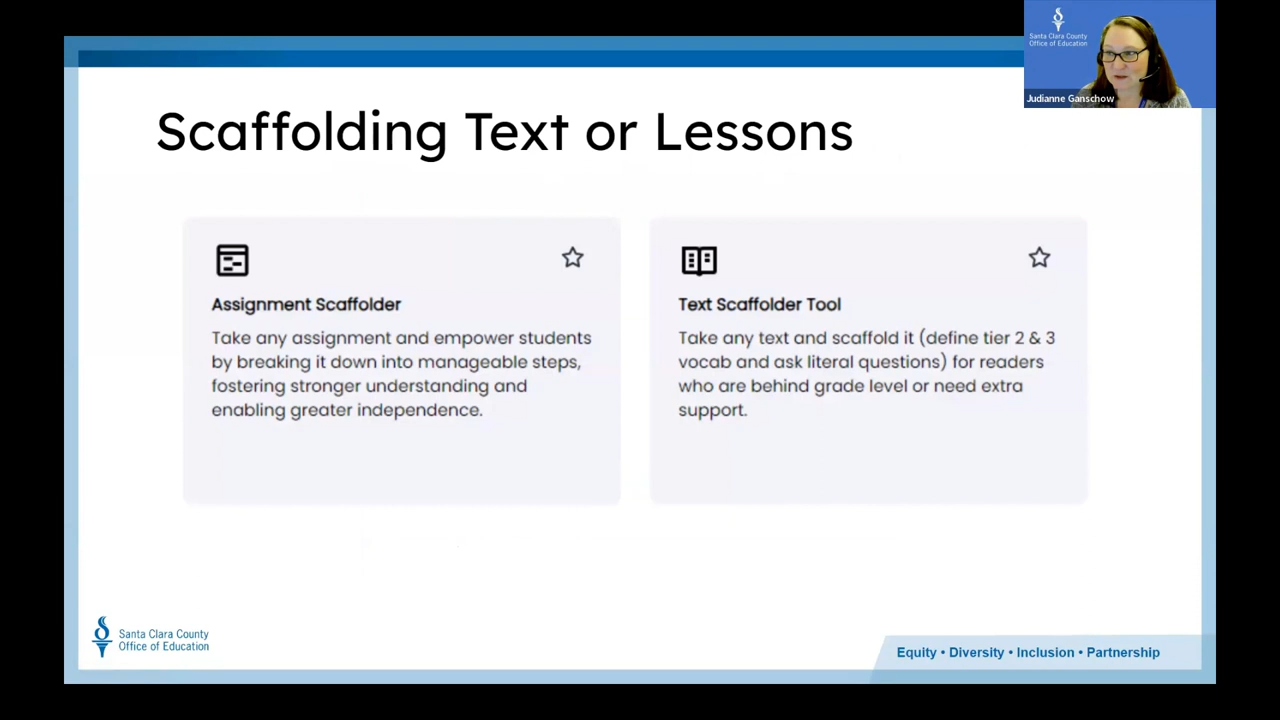 Santa Clara County
Office of Education
Judianne Ganschow
Scaffolding Text or Lessons
Assignment Scaffolder
Take any assignment and empower students
by breaking it down into manageable steps,
fostering stronger understanding and
enabling greater independence.
Text Scaffolder Tool
Take any text and scaffold it (define tier 2 & 3
vocab and ask literal questions) for readers
who are behind grade level or need extra
support.
Santa Clara County
Office of Education
Equity • Diversity • Inclusion • Partnership